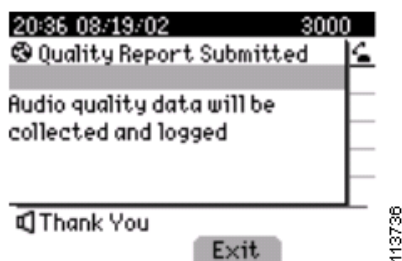 20:36 08/19/02 3000
Quality Report Submitted
Audio quality data will be
collected and logged
Thank You
Exit
113736